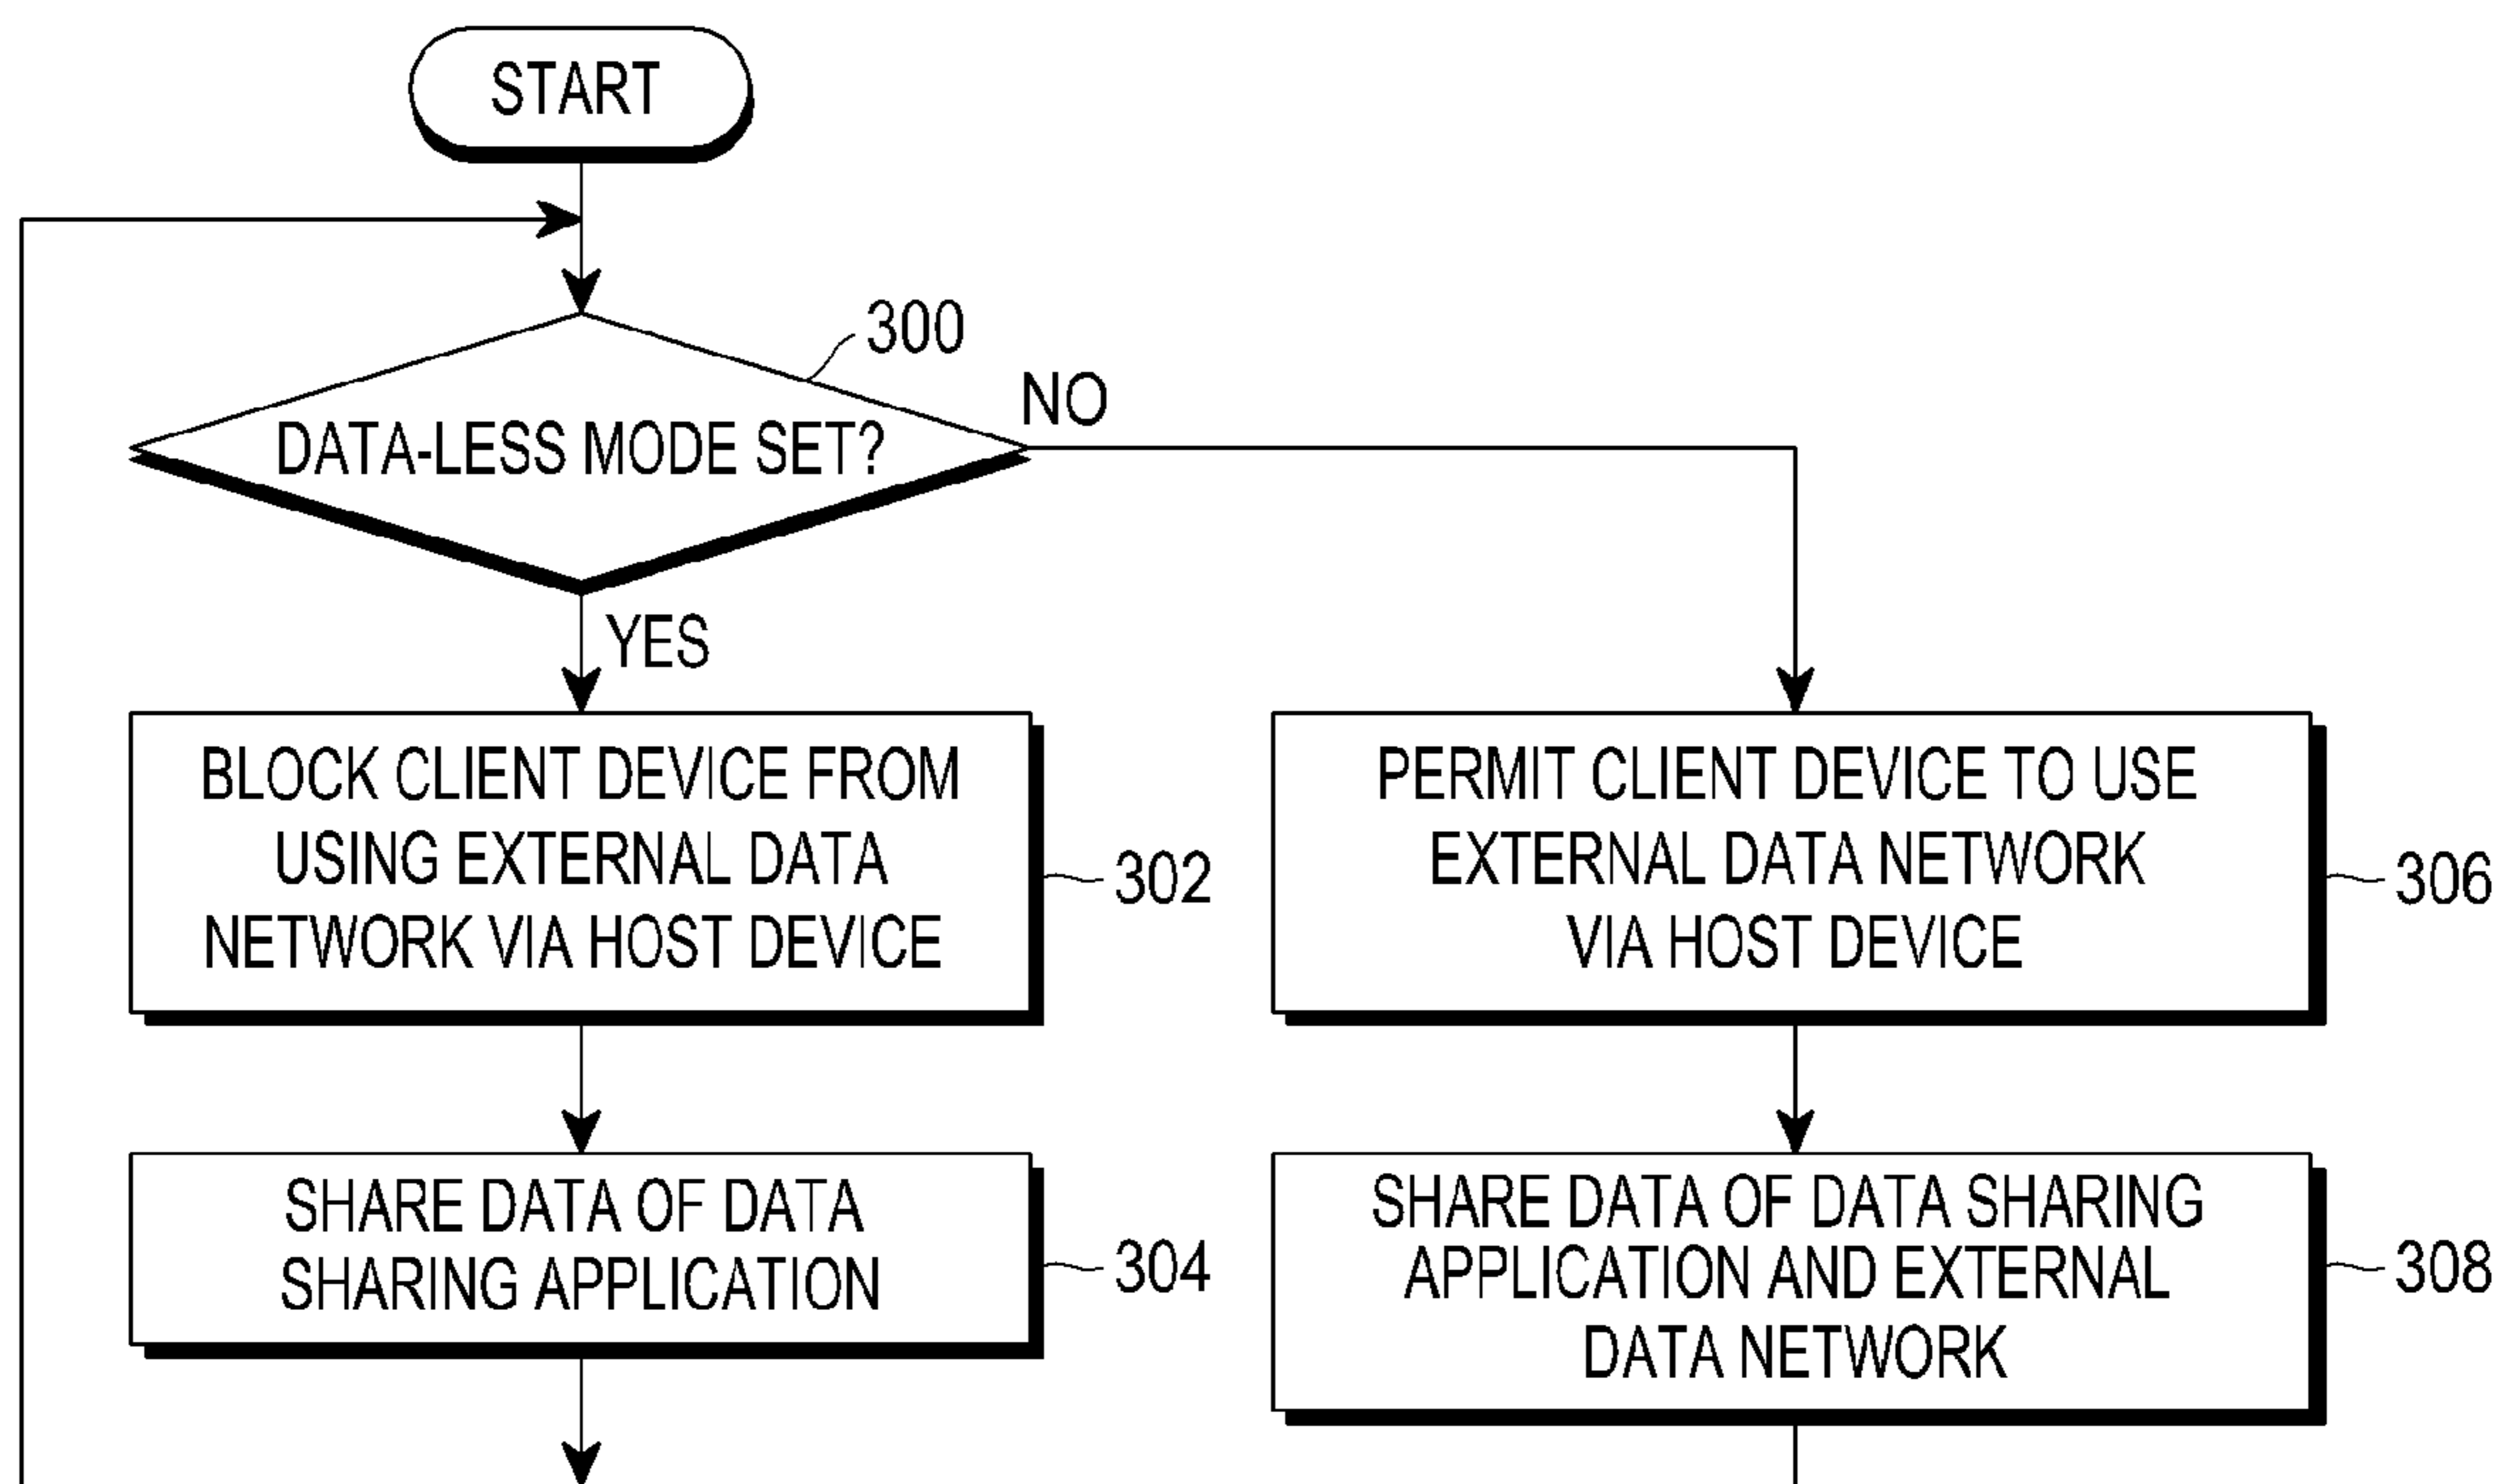 START
300
DATA-LESS MODE SET?
NO
YES
BLOCK CLIENT DEVICE FROM
USING EXTERNAL DATA
NETWORK VIA HOST DEVICE
302
PERMIT CLIENT DEVICE TO USE
EXTERNAL DATA NETWORK
VIA HOST DEVICE
306
SHARE DATA OF DATA
SHARING APPLICATION
304
SHARE DATA OF DATA SHARING
APPLICATION AND EXTERNAL
DATA NETWORK
308